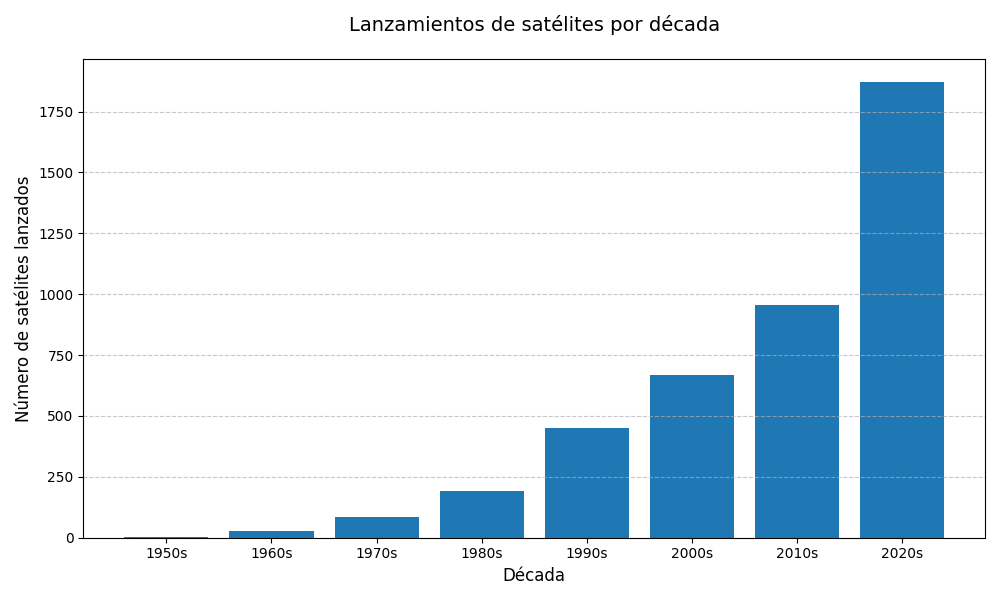 Lanzamientos de satélites por década
Número de satélites lanzados
1750
1500
1250
1000
750
500
250
0
1950s 1960s 1970s 1980s 1990s 2000s 2010s 2020s
Década